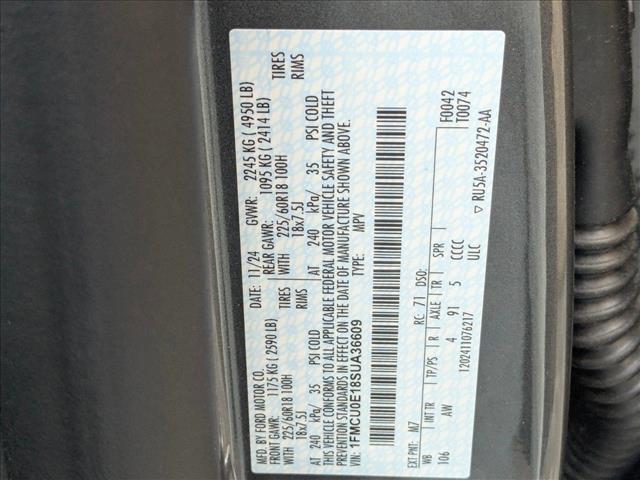 MFD. BY FORD MOTOR CO.
DATE: 11/24 GVWR: 2245 KG ( 4950 LB)
FRONT GAWR: 1175 KG ( 2590 LB) REAR GAWR: 1095 KG ( 2414 LB)
WITH 225/60R18 100H TIRES WITH 225/60R18 100H TIRES
18x7.5J RIMS 18x7.5J RIMS
AT 240 kPa/ 35 PSI COLD AT 240 kPa/ 35 PSI COLD
THIS VEHICLE CONFORMS TO ALL APPLICABLE FEDERAL MOTOR VEHICLE SAFETY AND THEFT
PREVENTION STANDARDS IN EFFECT ON THE DATE OF MANUFACTURE SHOWN ABOVE.
VIN: 1FMCU0E18SUA36609 TYPE: MPV
EXT PNT: M7 RC: 71 DSO: F0042
WB INT TR TP/PS R AXLE TR SPR T0074
106 AW 4 91 5 CCCC
ULC ▽ RU5A-3520472-AA
1202411076217